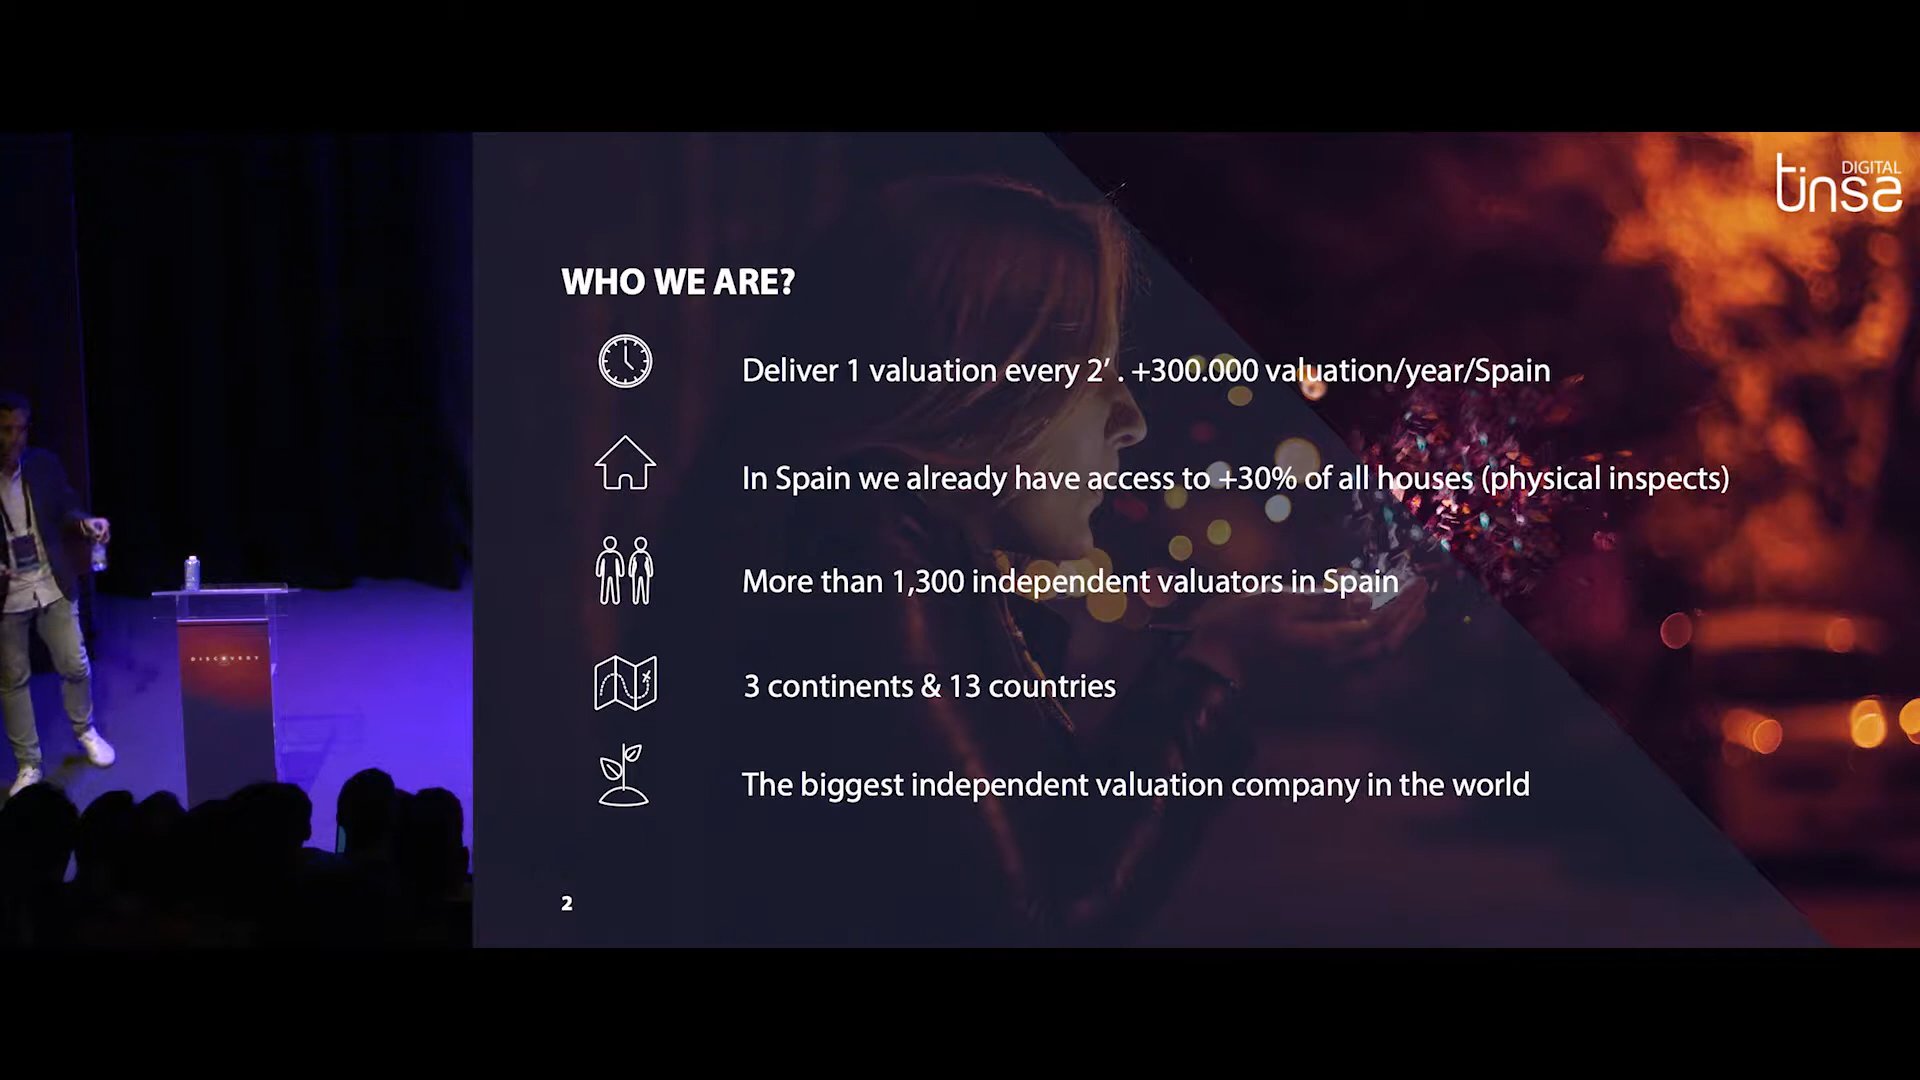 DIGITAL
tinsa
WHO WE ARE?
Deliver 1 valuation every 2’ . +300.000 valuation/year/Spain
In Spain we already have access to +30% of all houses (physical inspects)
More than 1,300 independent valuators in Spain
3 continents & 13 countries
The biggest independent valuation company in the world
2
DISCOVERY